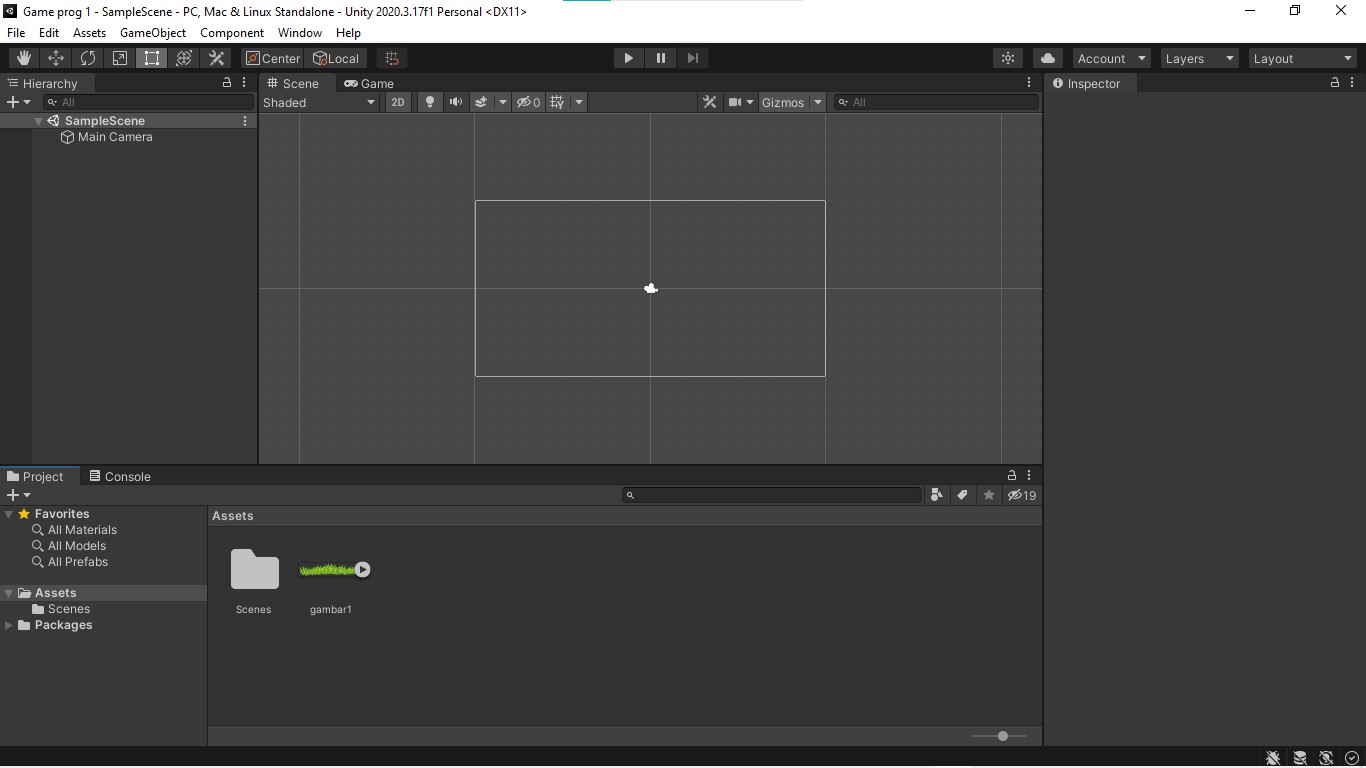 Game prog 1 - SampleScene - PC, Mac & Linux Standalone - Unity 2020.3.17f1 Personal <DX11>
File Edit Assets GameObject Component Window Help
Center Local Account Layers Layout
Hierarchy Scene Game Inspector
All Shaded 2D 0 Gizmos All
SampleScene
Main Camera
Project Console
19
Favorites
All Materials
All Models
All Prefabs
Assets
Scenes
Packages
Assets
Scenes gambar1